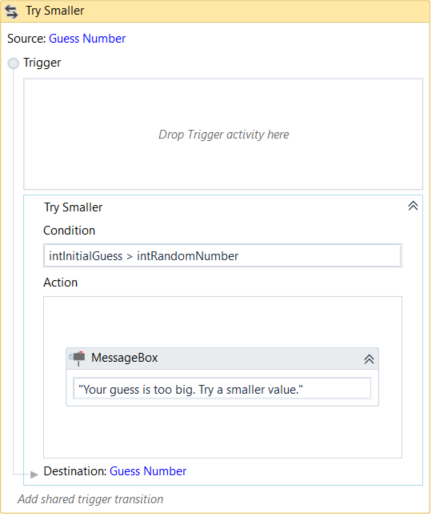 Try Smaller
Source: Guess Number
Trigger
Drop Trigger activity here
Try Smaller
Condition
intInitialGuess > intRandomNumber
Action
MessageBox
"Your guess is too big. Try a smaller value."
Destination: Guess Number
Add shared trigger transition